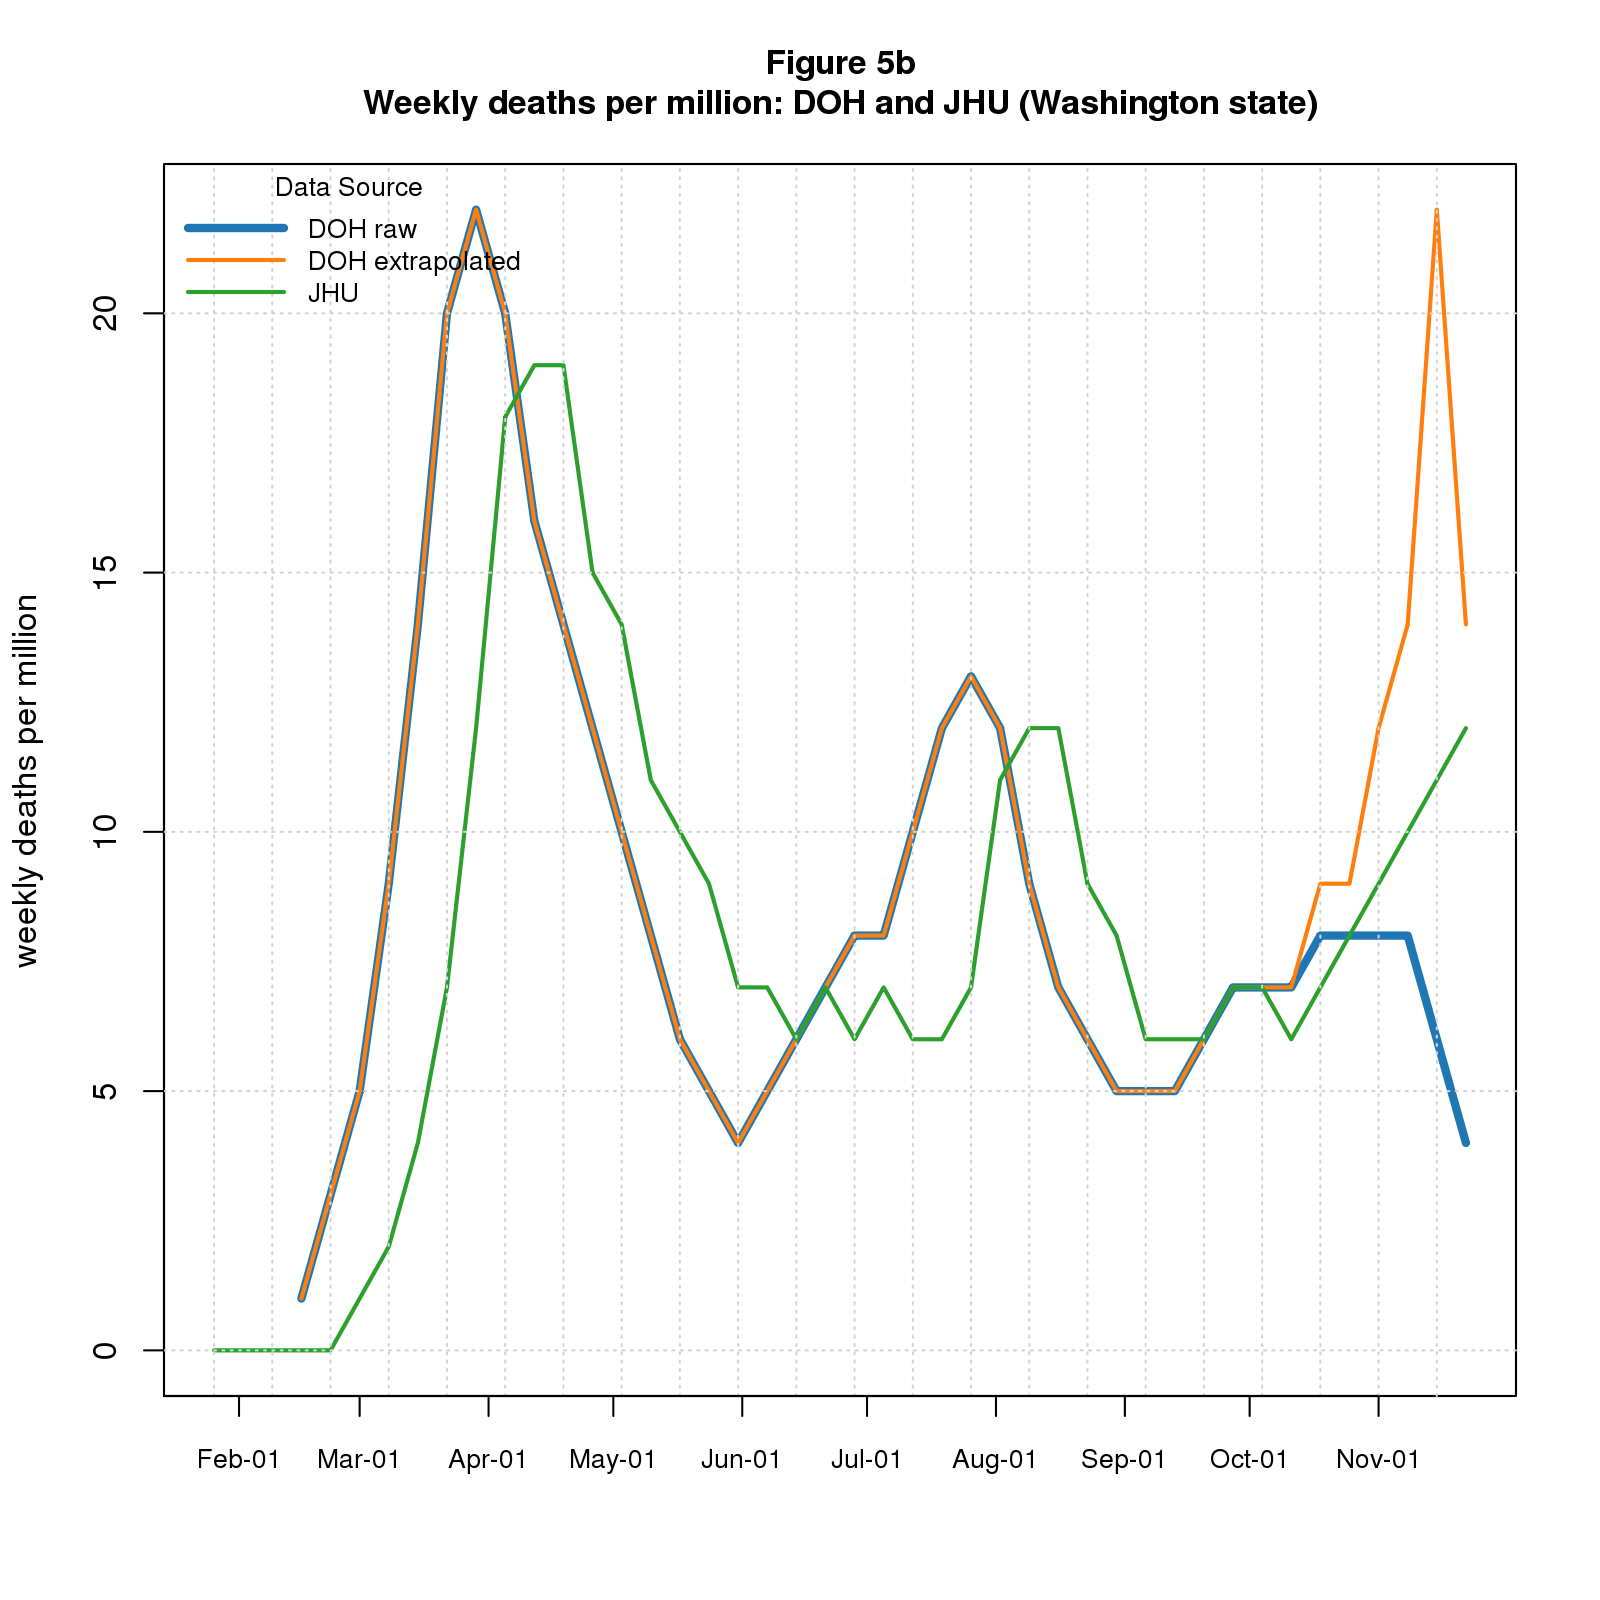 Figure 5b
Weekly deaths per million: DOH and JHU (Washington state)
Data Source
DOH raw
DOH extrapolated
JHU
weekly deaths per million
20
15
10
5
0
Feb-01 Mar-01 Apr-01 May-01 Jun-01 Jul-01 Aug-01 Sep-01 Oct-01 Nov-01